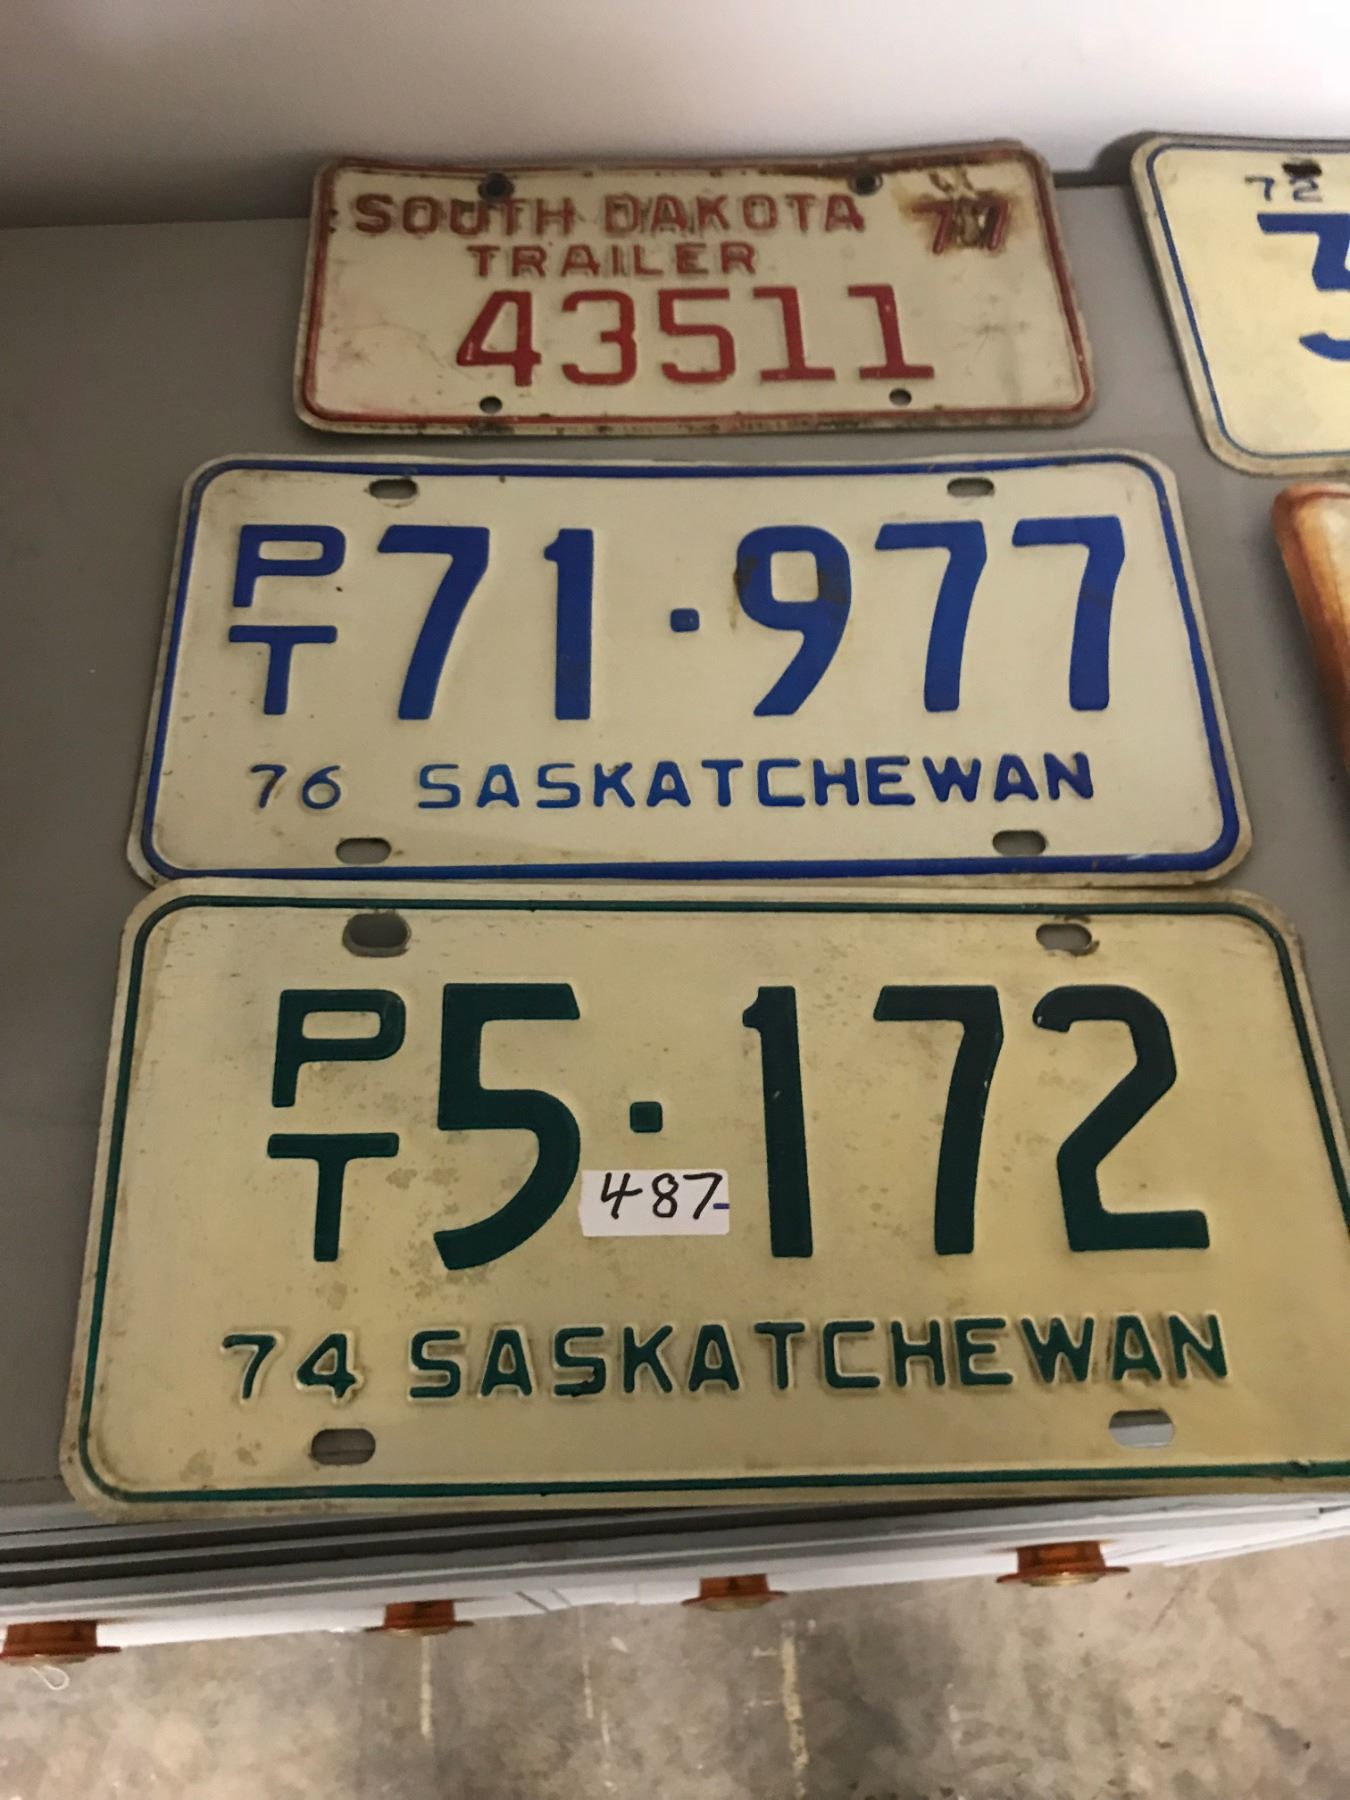 SOUTH DAKOTA 77
TRAILER
43511
72
PT 71·977
76 SASKATCHEWAN
PT 5·172
487-
74 SASKATCHEWAN